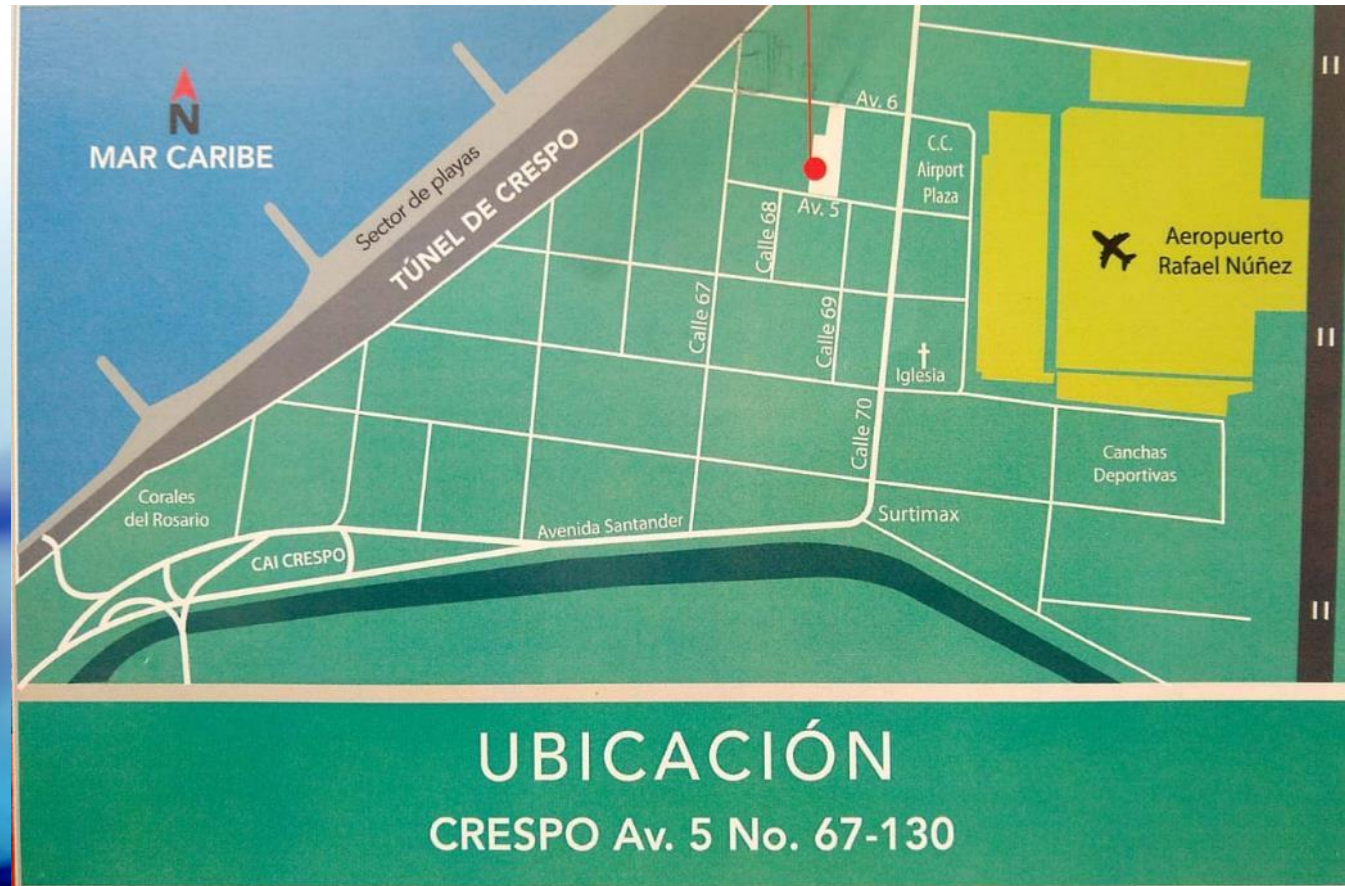 N
MAR CARIBE
Sector de playas
TÚNEL DE CRESPO
Av. 6
C.C.
Airport
Plaza
Av. 5
Calle 68
Calle 67
Calle 69
Aeropuerto
Rafael Núñez
Iglesia
Calle 70
Canchas
Deportivas
Corales
del Rosario
Avenida Santander
Surtimax
CAI CRESPO
UBICACIÓN
CRESPO Av. 5 No. 67-130